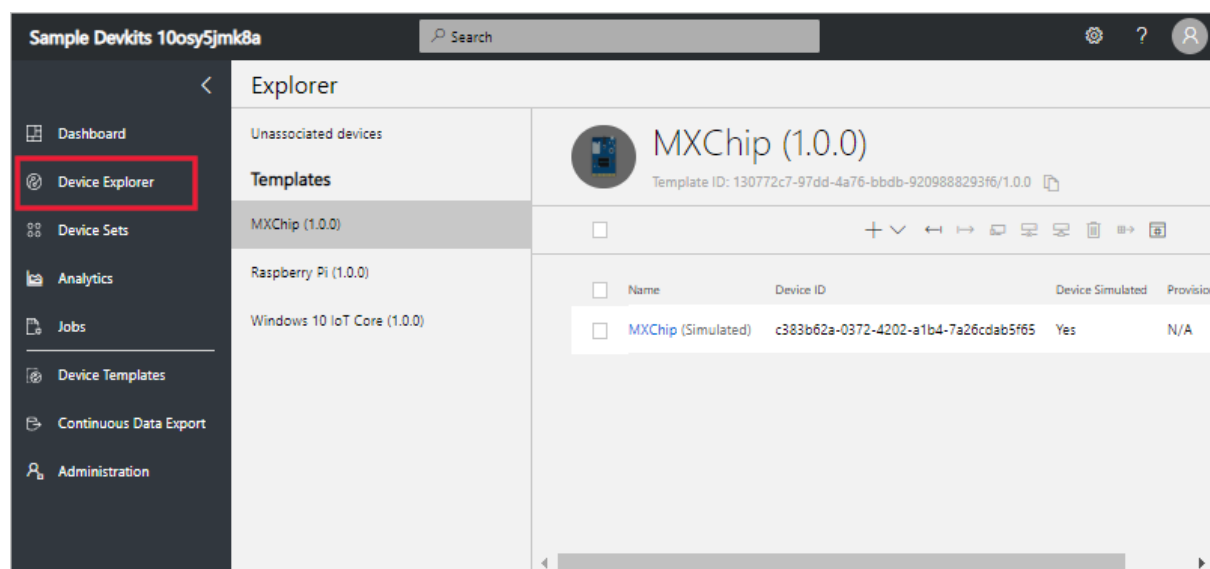 Sample Devkits 10osy5jmk8a
Search
?
Explorer
Dashboard
Device Explorer
Device Sets
Analytics
Jobs
Device Templates
Continuous Data Export
Administration
Unassociated devices
Templates
MXChip (1.0.0)
Raspberry Pi (1.0.0)
Windows 10 IoT Core (1.0.0)
MXChip (1.0.0)
Template ID: 130772c7-97dd-4a76-bbdb-9209888293f6/1.0.0
Name Device ID Device Simulated Provisio
MXChip (Simulated) c383b62a-0372-4202-a1b4-7a26cdab5f65 Yes N/A